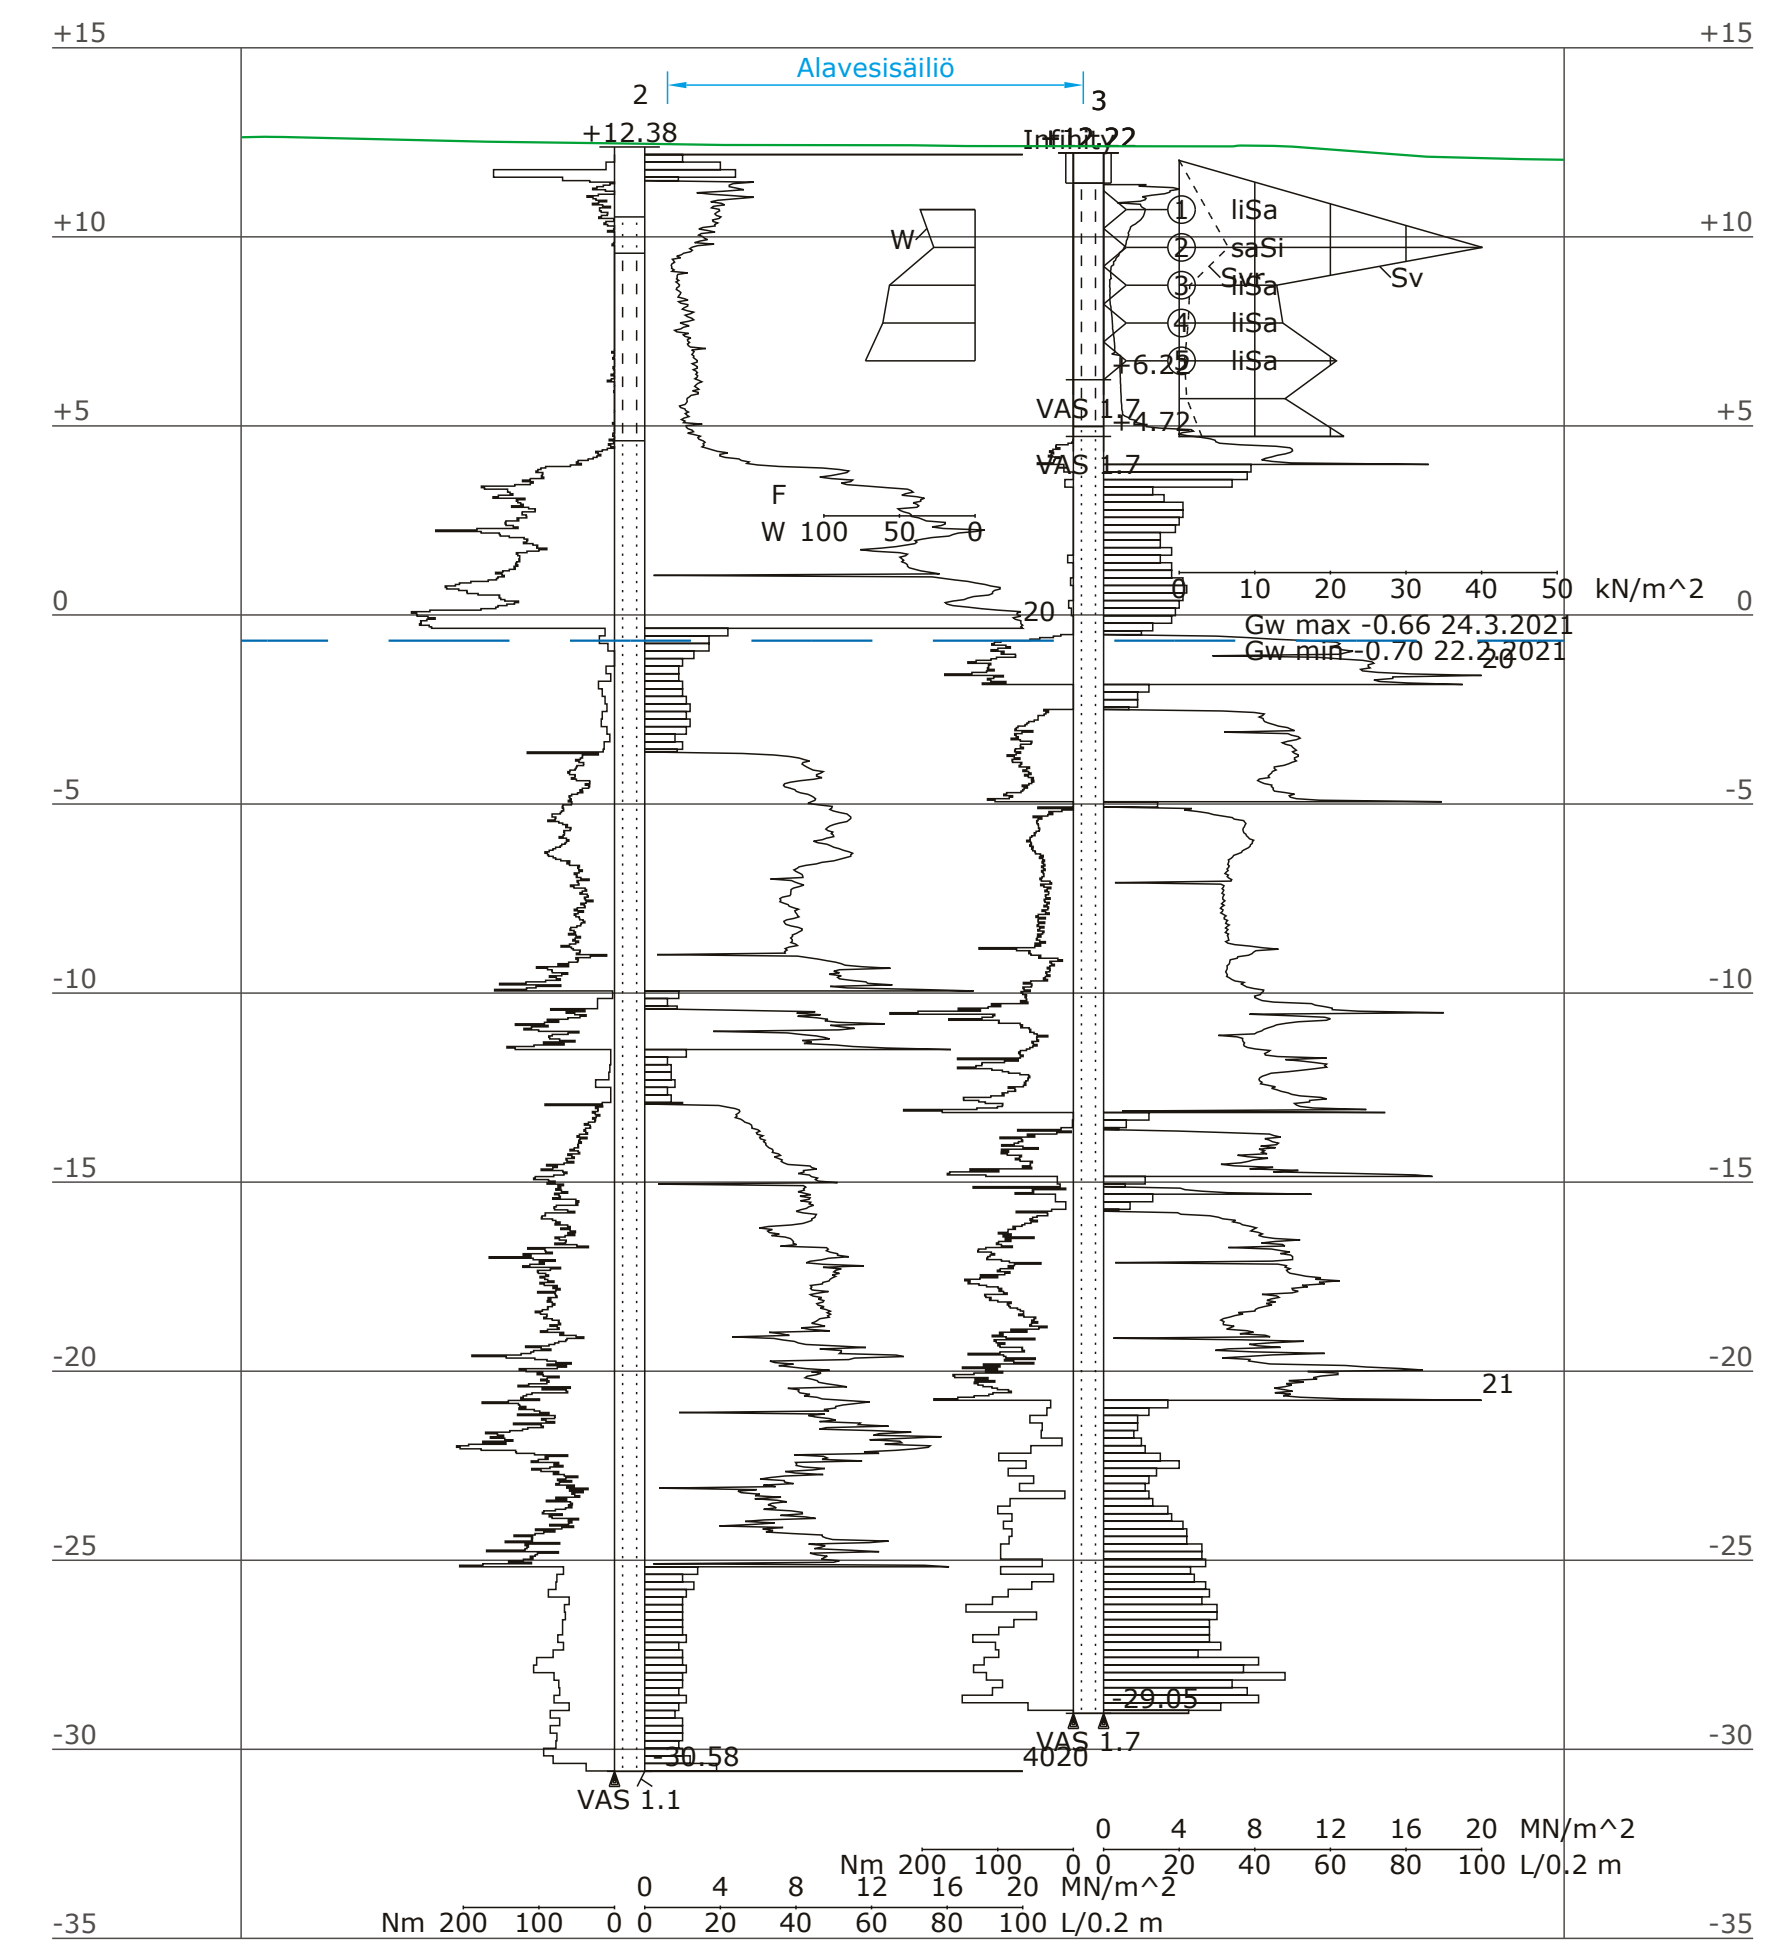 +15 +15
Alavesisäiliö
2 3
+12.38 Infinity +12.22
+10 +10
W 1 liSa
2 saSi
Svr Sv
3 liSa
4 liSa
5 liSa
+6.22
+5 VAS 1.7 +5
+4.72
VAS 1.7
F
W 100 50 0
0 10 20 30 40 50 kN/m^2
0 20 0
Gw max -0.66 24.3.2021
Gw min -0.70 22.2.2021
20
-5 -5
-10 -10
-15 -15
-20 -20
21
-25 -25
-29.05
-30 -30
VAS 1.7
-30.58 4020
VAS 1.1
0 4 8 12 16 20 MN/m^2
Nm 200 100 0 0 20 40 60 80 100 L/0.2 m
0 4 8 12 16 20 MN/m^2
Nm 200 100 0 0 20 40 60 80 100 L/0.2 m
-35 -35